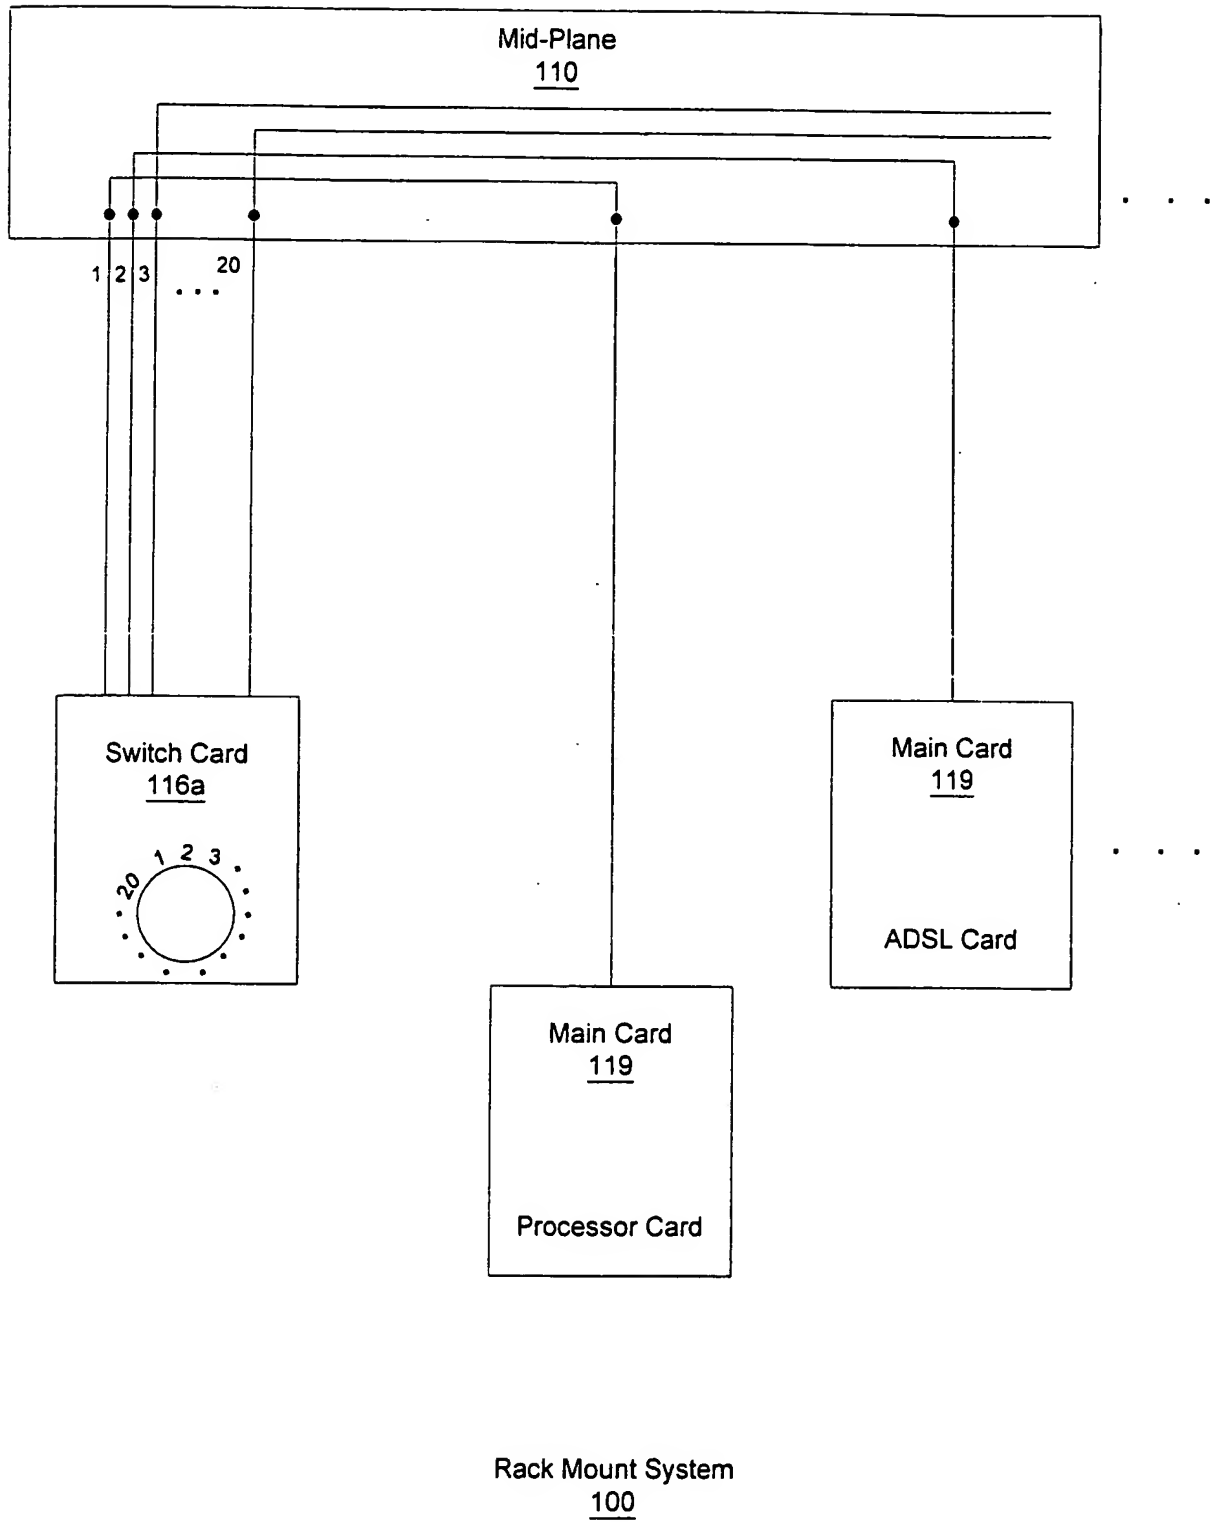 Mid-Plane
110
1 2 3 . . . 20
. . .
Switch Card
116a
20 1 2 3
Main Card
119
ADSL Card
. . .
Main Card
119
Processor Card
Rack Mount System
100